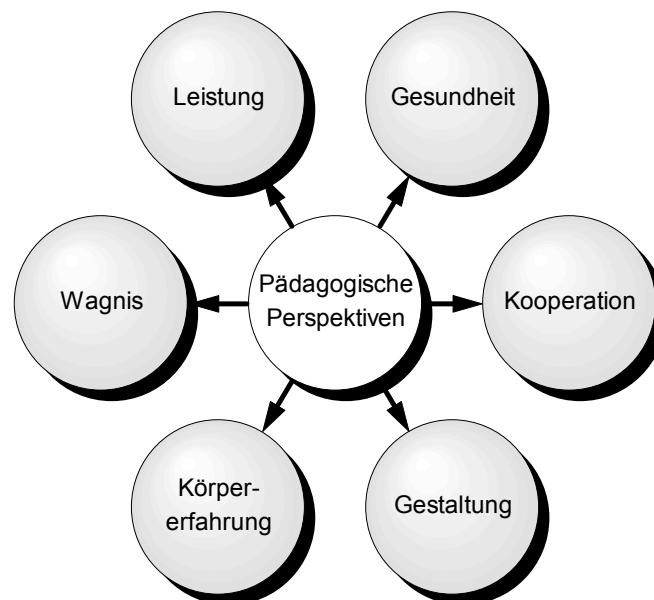 Leistung
Gesundheit
Wagnis
Pädagogische
Perspektiven
Kooperation
Körper-
erfahrung
Gestaltung